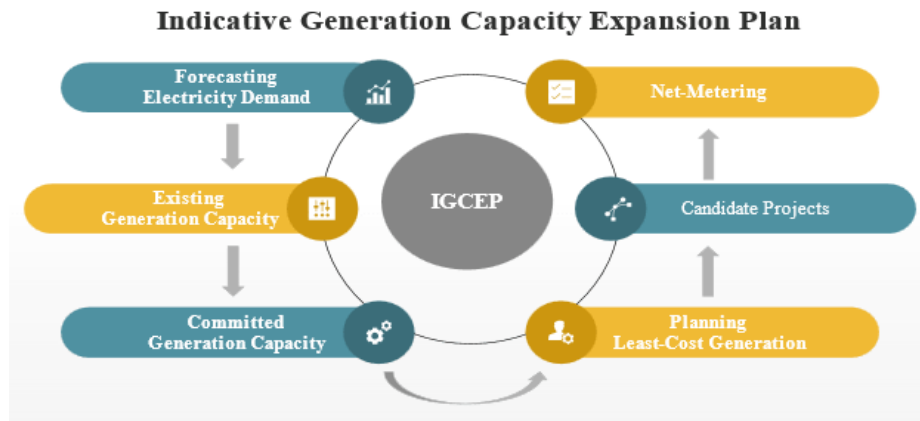 Indicative Generation Capacity Expansion Plan
Forecasting
Electricity Demand
Existing
Generation Capacity
Committed
Generation Capacity
IGCEP
Net-Metering
Candidate Projects
Planning
Least-Cost Generation